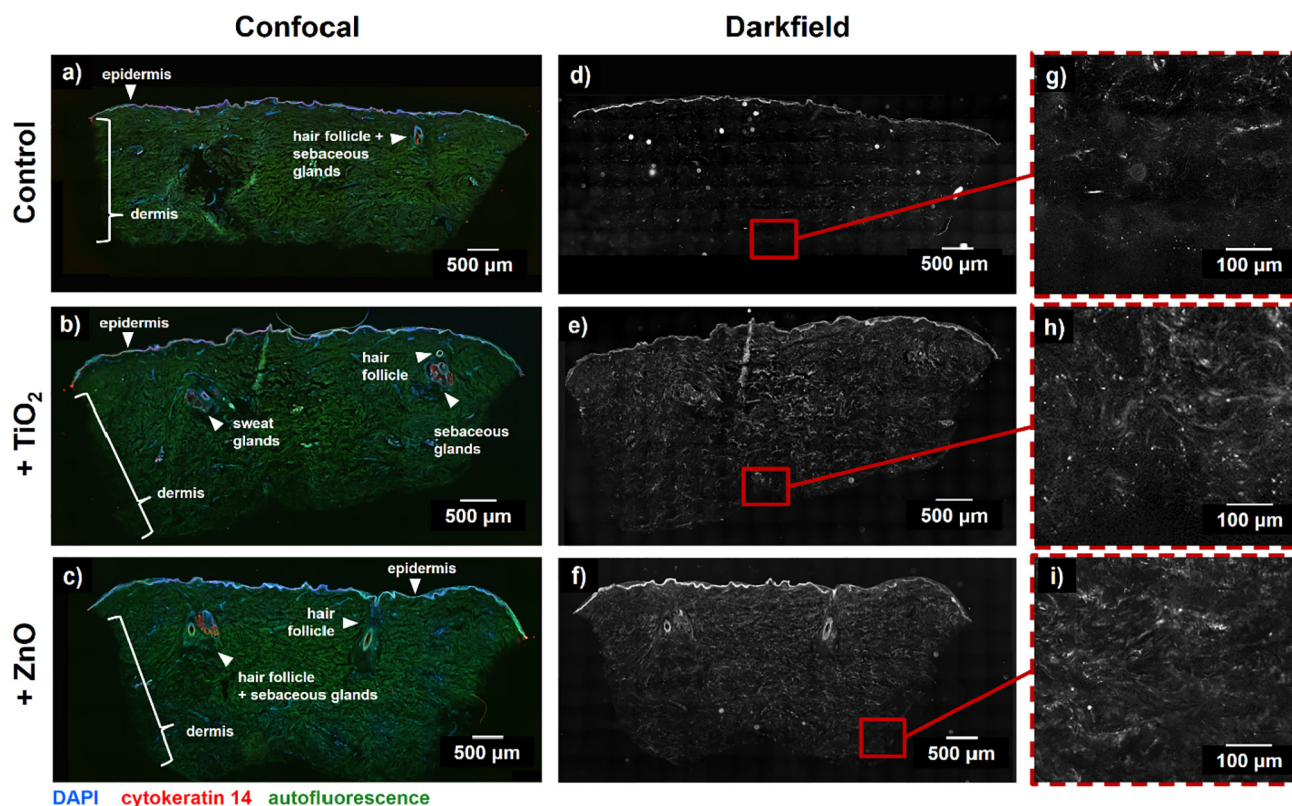 Confocal
Darkfield
Control
a)
epidermis
hair follicle +
sebaceous
glands
dermis
500 µm
d)
500 µm
g)
100 µm
+ TiO2
b)
epidermis
hair
follicle
sweat
glands
sebaceous
glands
dermis
500 µm
e)
500 µm
h)
100 µm
+ ZnO
c)
epidermis
hair
follicle
hair follicle
+ sebaceous glands
dermis
500 µm
f)
500 µm
i)
100 µm
DAPI cytokeratin 14 autofluorescence